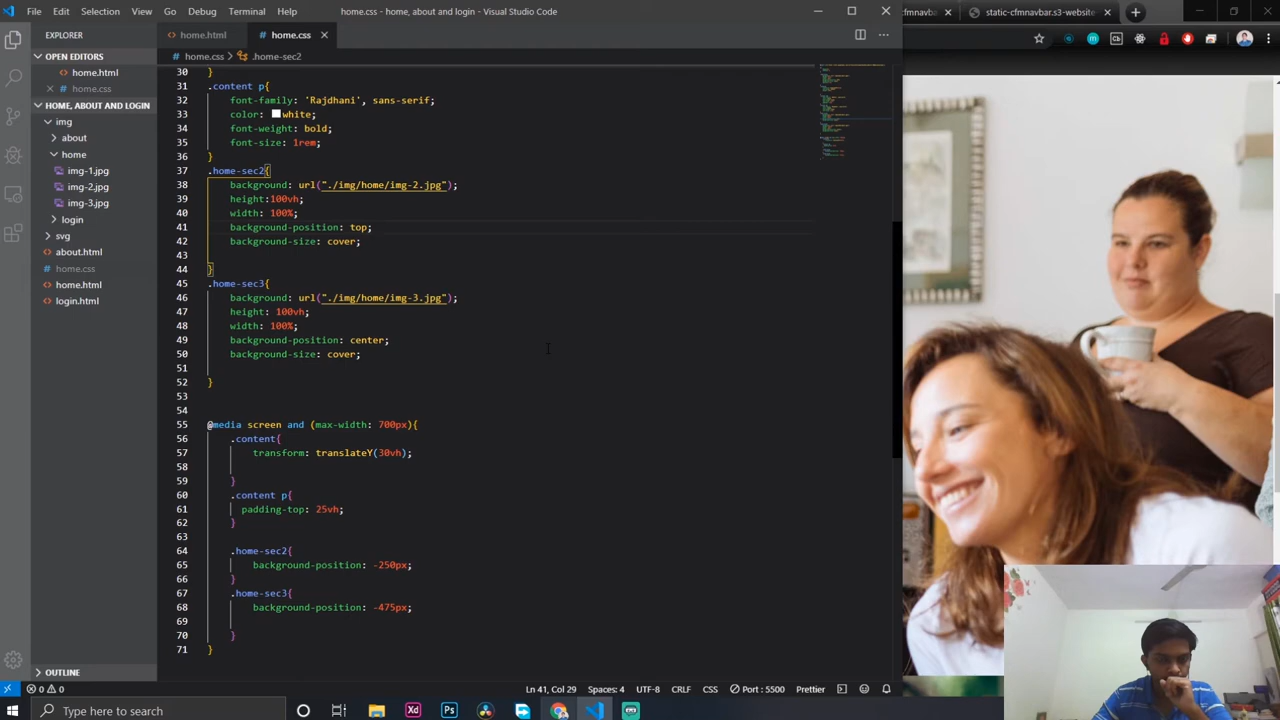 File Edit Selection View Go Debug Terminal Help home.css - home, about and login - Visual Studio Code
cfmnavbar static-cfmnavbar.s3-website
EXPLORER
home.html home.css
OPEN EDITORS
home.html
home.css
home.css > .home-sec2
HOME, ABOUT AND LOGIN
img
about
home
img-1.jpg
img-2.jpg
img-3.jpg
login
svg
about.html
home.css
home.html
login.html
30 }
31 .content p{
32 font-family: 'Rajdhani', sans-serif;
33 color: white;
34 font-weight: bold;
35 font-size: 1rem;
36 }
37 .home-sec2{
38 background: url("./img/home/img-2.jpg");
39 height:100vh;
40 width: 100%;
41 background-position: top;
42 background-size: cover;
43
44 }
45 .home-sec3{
46 background: url("./img/home/img-3.jpg");
47 height: 100vh;
48 width: 100%;
49 background-position: center;
50 background-size: cover;
51
52 }
53
54
55 @media screen and (max-width: 700px){
56 .content{
57 transform: translateY(30vh);
58
59 }
60 .content p{
61 padding-top: 25vh;
62 }
63
64 .home-sec2{
65 background-position: -250px;
66 }
67 .home-sec3{
68 background-position: -475px;
69
70 }
71 }
OUTLINE
0 0 Ln 41, Col 29 Spaces: 4 UTF-8 CRLF CSS Port : 5500 Prettier
Type here to search